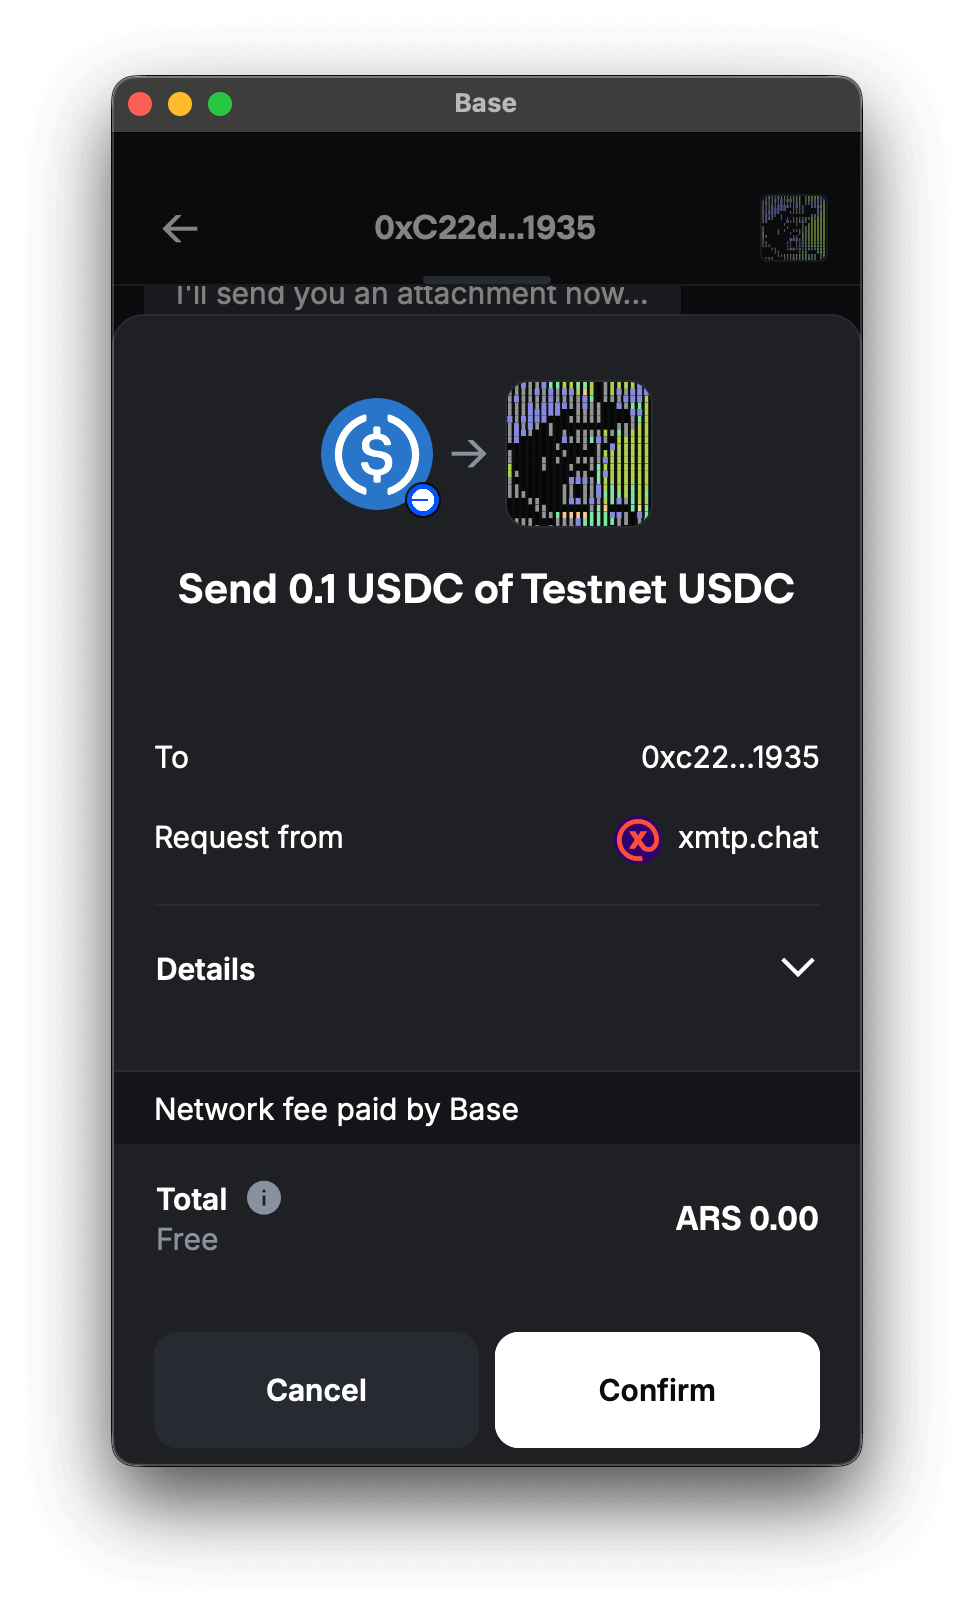 Base
0xC22d...1935
I'll send you an attachment now...
Send 0.1 USDC of Testnet USDC
To 0xc22...1935
Request from xmtp.chat
Details
Network fee paid by Base
Total ARS 0.00
Free
Cancel Confirm